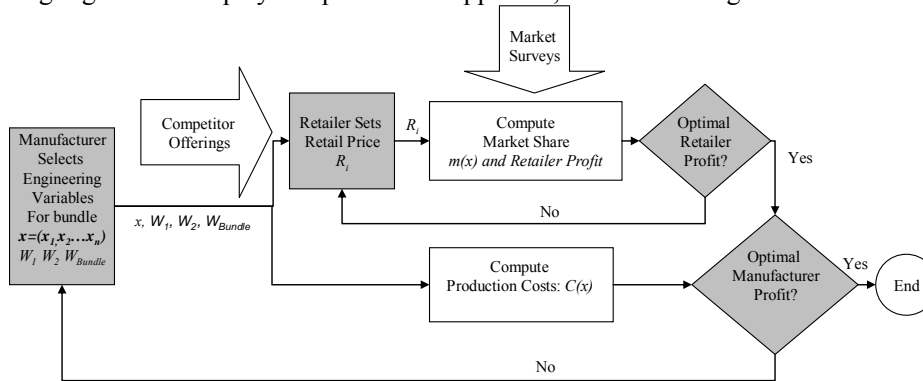 Market
Surveys
Manufacturer
Selects
Engineering
Variables
For bundle
x=(x1,x2…xn)
W1 W2 WBundle
Competitor
Offerings
x, W1, W2, WBundle
Retailer Sets
Retail Price
Ri
Ri
Compute
Market Share
m(x) and Retailer Profit
Optimal
Retailer
Profit?
Yes
No
Compute
Production Costs: C(x)
Optimal
Manufacturer
Profit?
Yes
End
No